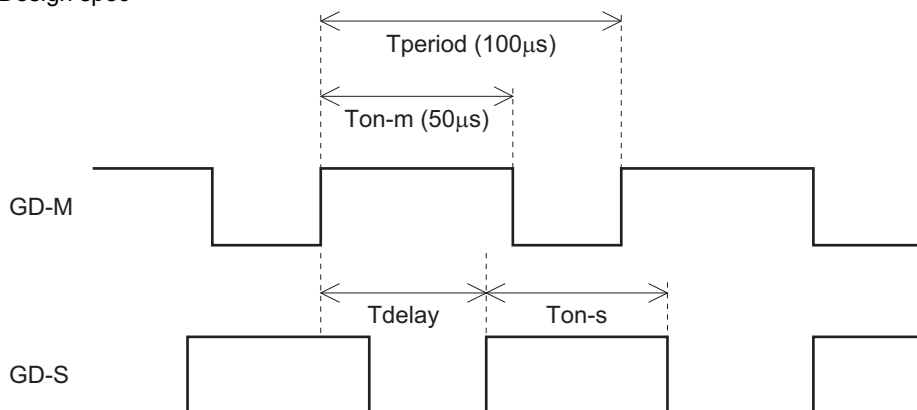 Design spec
Tperiod (100μs)
Ton-m (50μs)
GD-M
Tdelay
Ton-s
GD-S